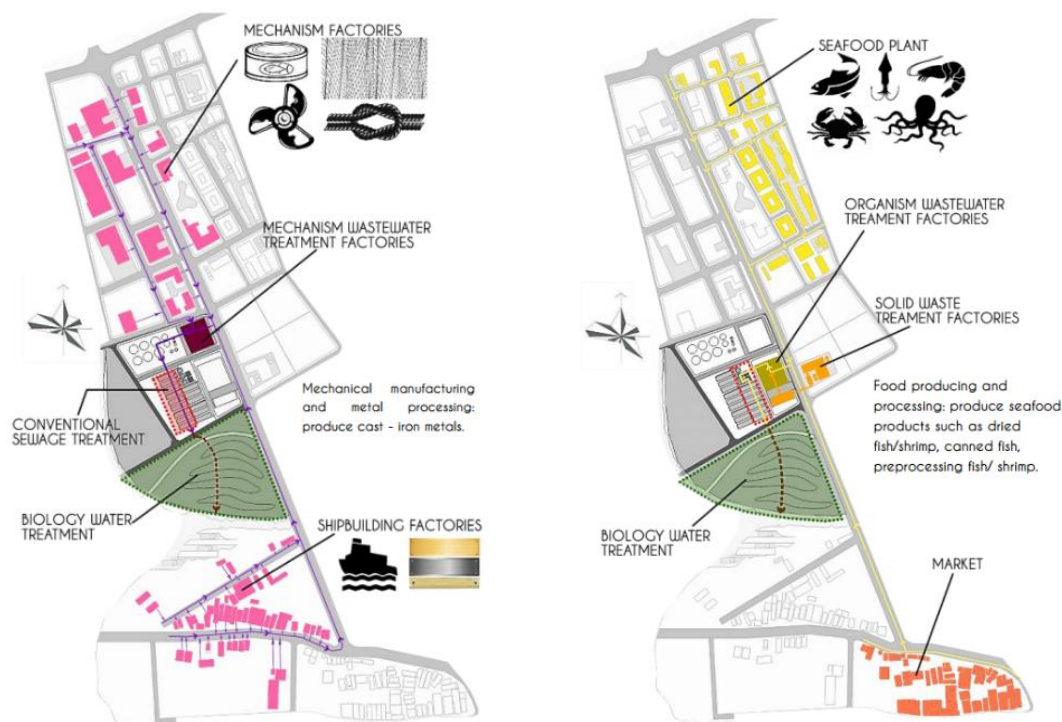 MECHANISM FACTORIES
MECHANISM WASTEWATER
TREATMENT FACTORIES
Mechanical manufacturing
and metal processing:
produce cast - iron metals.
CONVENTIONAL
SEWAGE TREATMENT
BIOLOGY WATER
TREATMENT
SHIPBUILDING FACTORIES
SEAFOOD PLANT
ORGANISM WASTEWATER
TREAMENT FACTORIES
SOLID WASTE
TREAMENT FACTORIES
Food producing and
processing: produce seafood
products such as dried
fish/shrimp, canned fish,
preprocessing fish/ shrimp.
BIOLOGY WATER
TREATMENT
MARKET